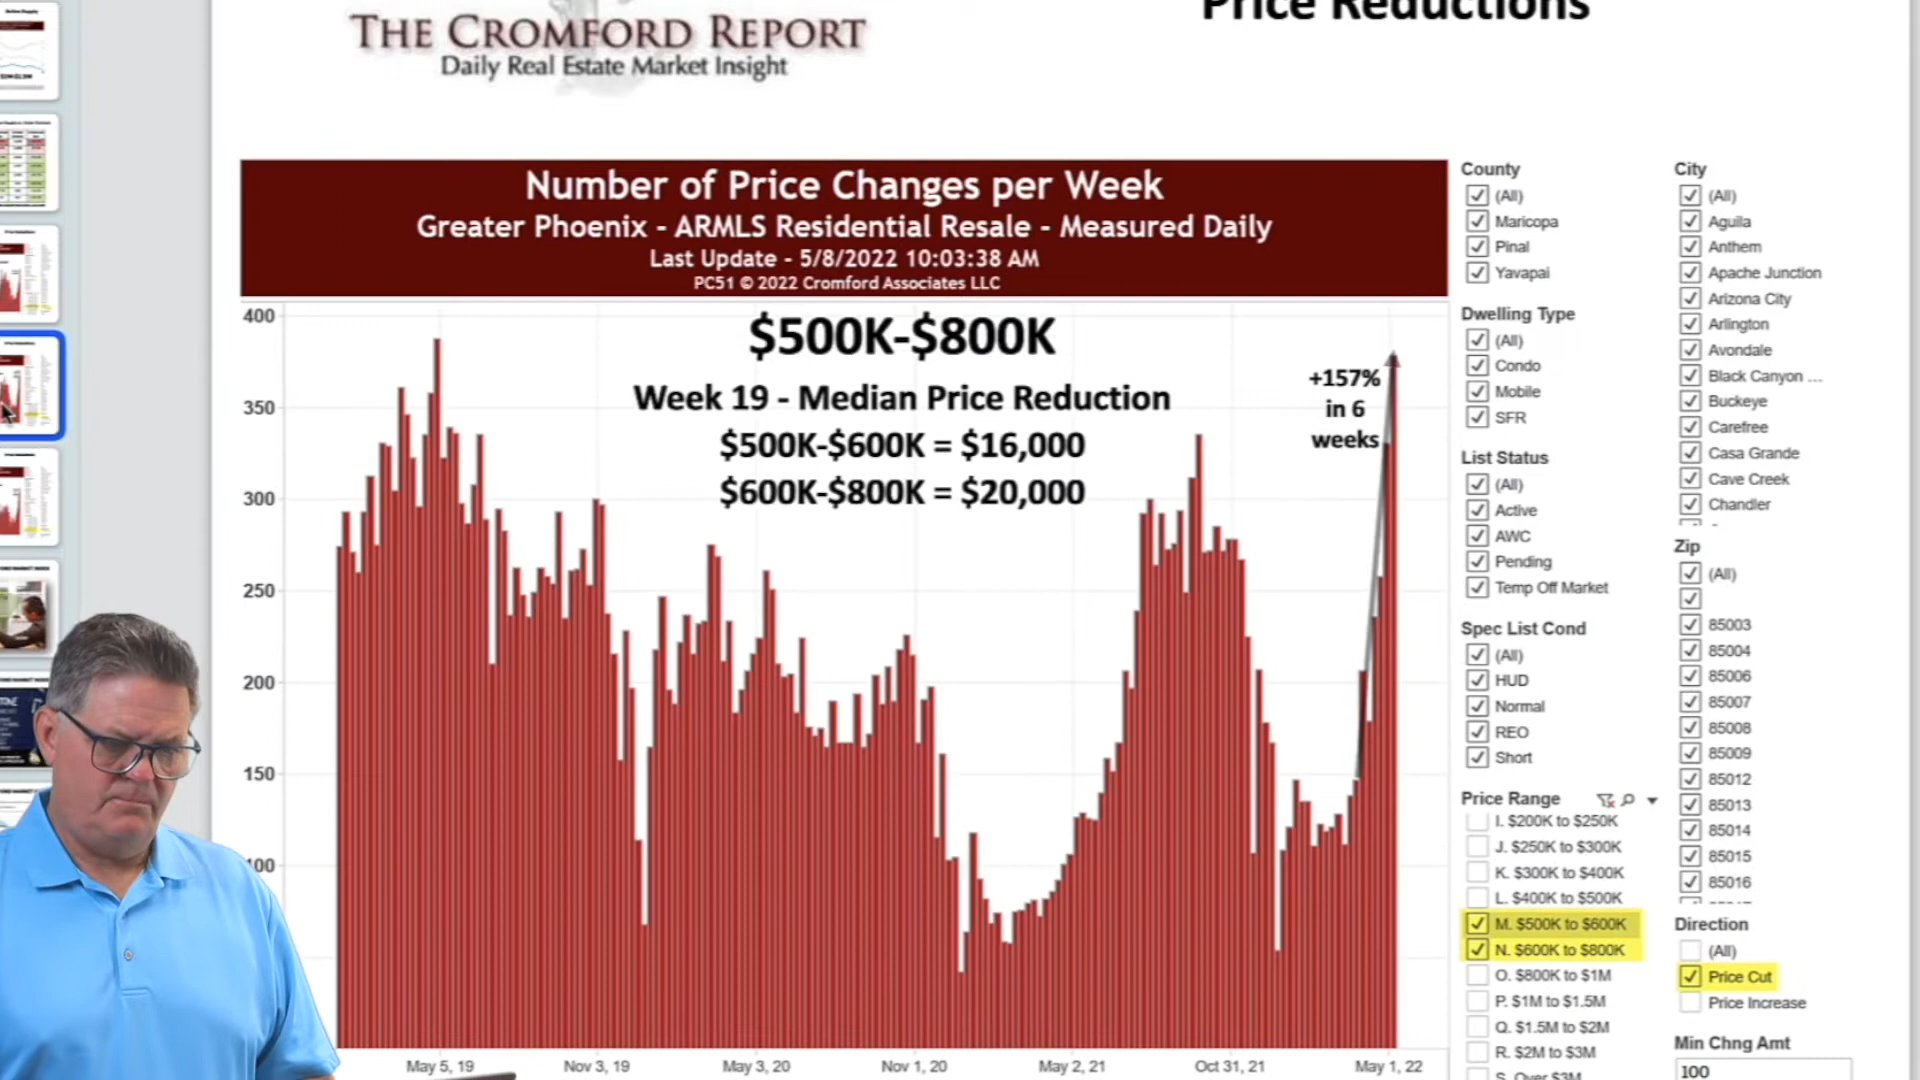 Price Reductions
THE CROMFORD REPORT
Daily Real Estate Market Insight
Number of Price Changes per Week
Greater Phoenix - ARMLS Residential Resale - Measured Daily
Last Update - 5/8/2022 10:03:38 AM
PC51 © 2022 Cromford Associates LLC
$500K-$800K
Week 19 - Median Price Reduction
$500K-$600K = $16,000
$600K-$800K = $20,000
+157%
in 6
weeks
400
350
300
250
200
150
100
May 5, 19
Nov 3, 19
May 3, 20
Nov 1, 20
May 2, 21
Oct 31, 21
May 1, 22
County
(All)
Maricopa
Pinal
Yavapai
Dwelling Type
(All)
Condo
Mobile
SFR
List Status
(All)
Active
AWC
Pending
Temp Off Market
Spec List Cond
(All)
HUD
Normal
REO
Short
Price Range
I. $200K to $250K
J. $250K to $300K
K. $300K to $400K
L. $400K to $500K
M. $500K to $600K
N. $600K to $800K
O. $800K to $1M
P. $1M to $1.5M
Q. $1.5M to $2M
R. $2M to $3M
S. Over $3M
City
(All)
Aguila
Anthem
Apache Junction
Arizona City
Arlington
Avondale
Black Canyon ...
Buckeye
Carefree
Casa Grande
Cave Creek
Chandler
Zip
(All)
85003
85004
85006
85007
85008
85009
85012
85013
85014
85015
85016
Direction
(All)
Price Cut
Price Increase
Min Chng Amt
100